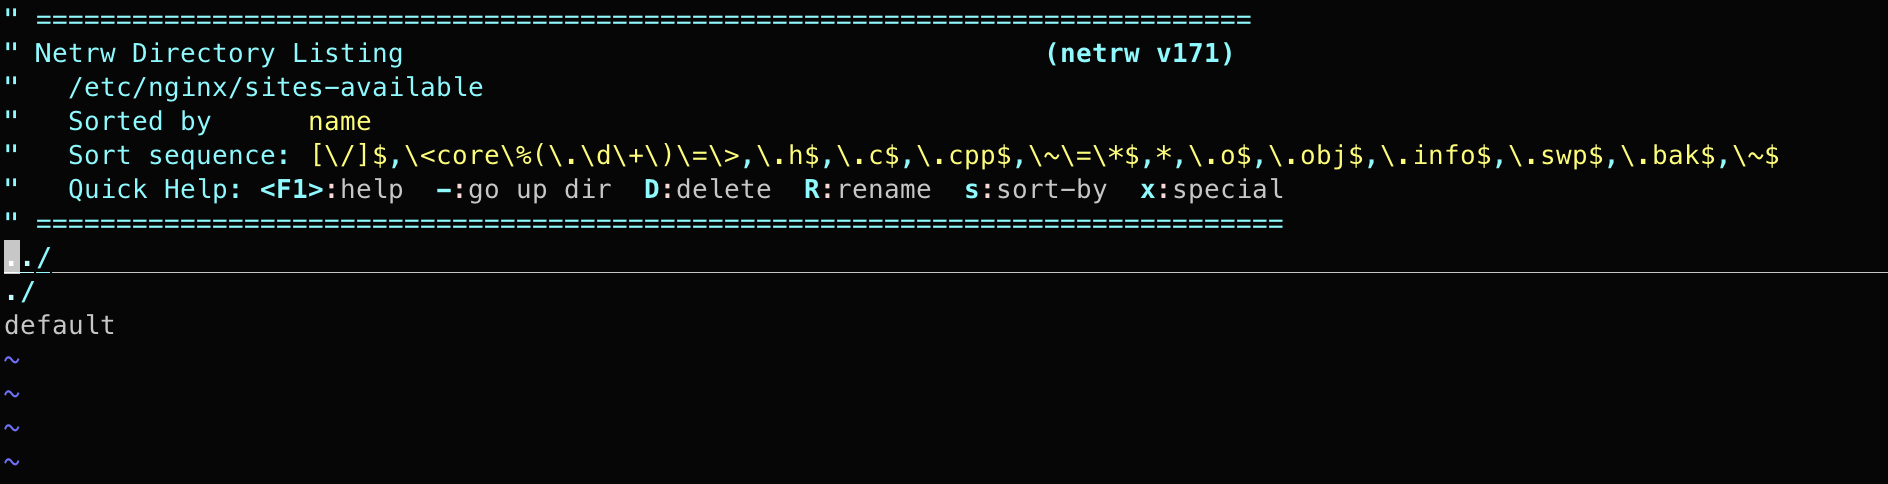 " ============================================================================
" Netrw Directory Listing                                        (netrw v171)
"   /etc/nginx/sites-available
"   Sorted by      name
"   Sort sequence: [\/]$,\<core\%(\.\d\+\)\=\>,\.h$,\.c$,\.cpp$,\~\=\*$,*,\.o$,\.obj$,\.info$,\.swp$,\.bak$,\~$
"   Quick Help: <F1>:help  -:go up dir  D:delete  R:rename  s:sort-by  x:special
" ==============================================================================
../
./
default
~
~
~
~